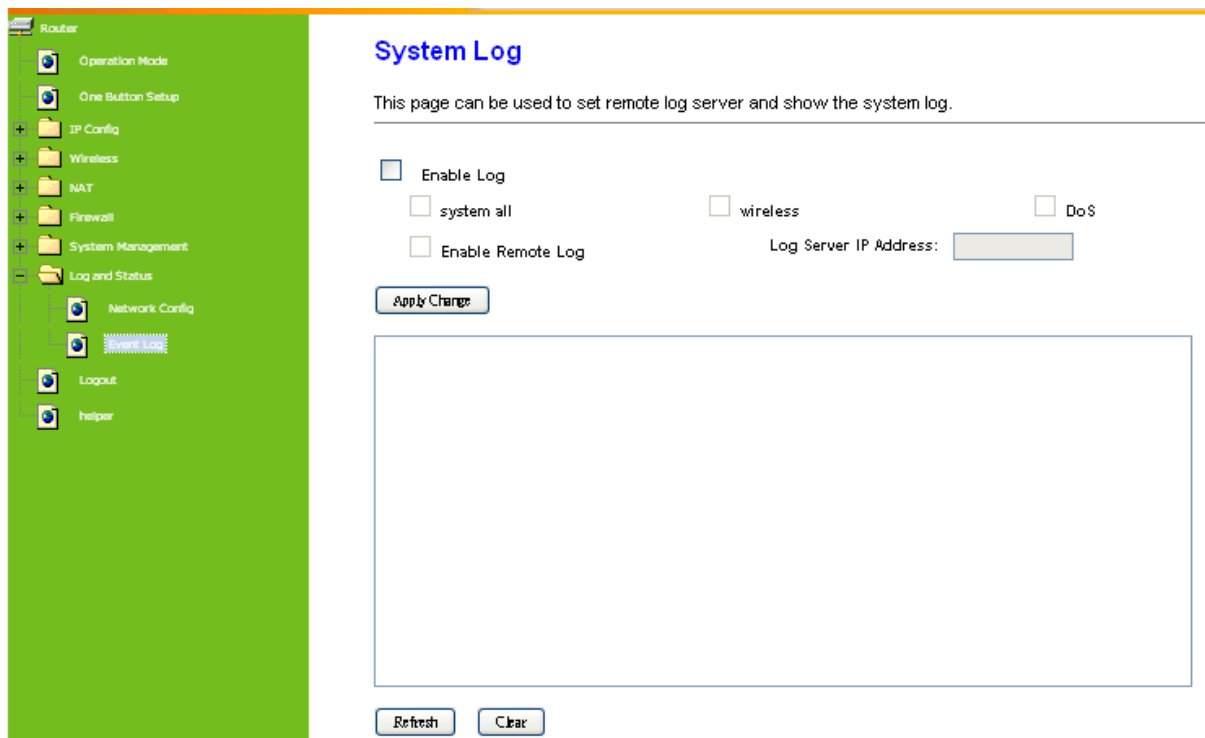 Router
Operation Mode
One Button Setup
IP Config
Wireless
NAT
Firewall
System Management
Log and Status
Network Config
Event Log
Logout
helper
System Log
This page can be used to set remote log server and show the system log.
Enable Log
system all wireless DoS
Enable Remote Log Log Server IP Address:
Apply Change
Refresh Clear